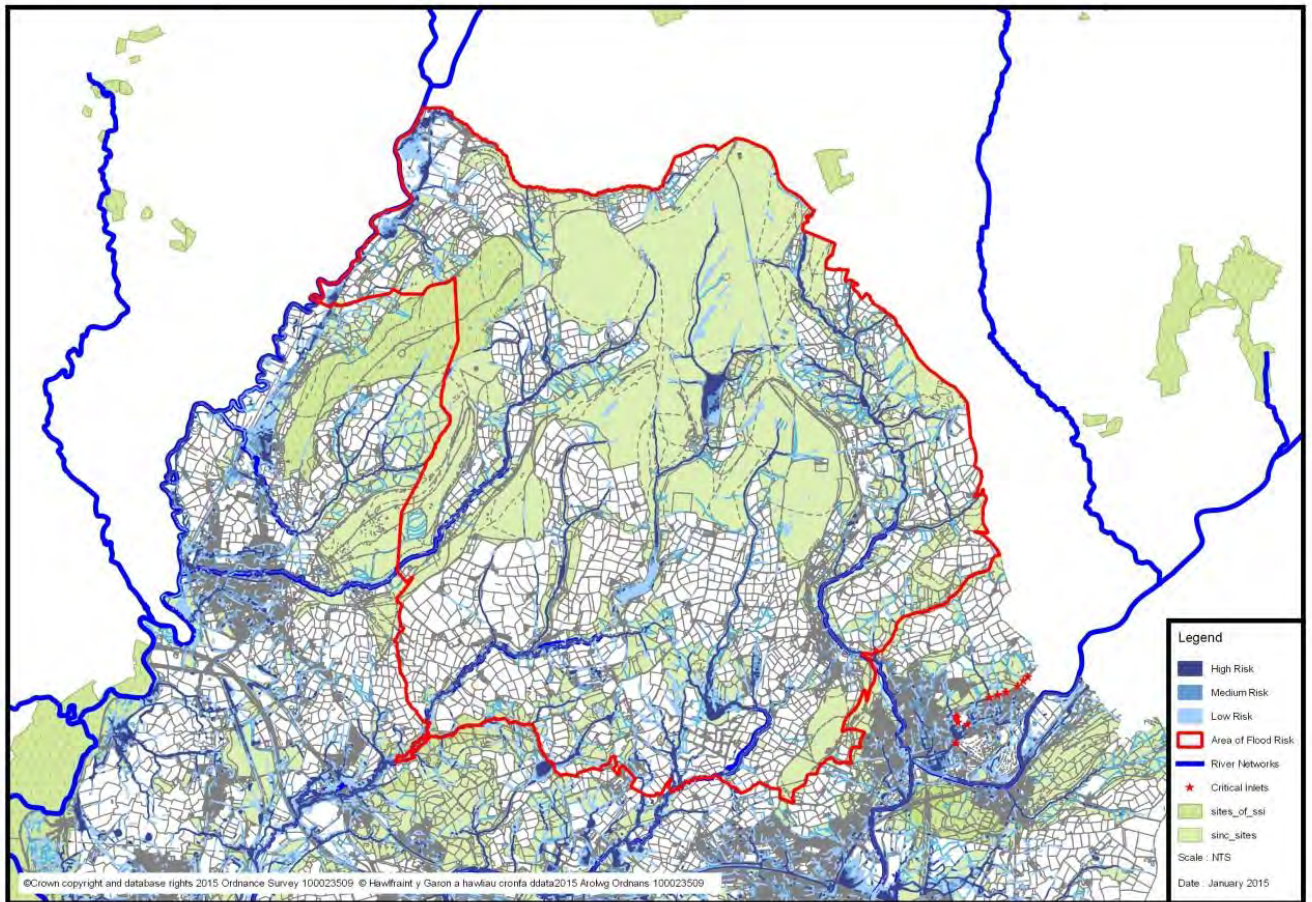 Legend
High Risk
Medium Risk
Low Risk
Area of Flood Risk
River Networks
Critical Inlets
sites_of_ssi
sinc_sites
Scale : NTS
Date : January 2015
©Crown copyright and database rights 2015 Ordnance Survey 100023509 © Hawlfraint y Garon a hawliau cronfa ddata2015 Arolwg Ordnans 100023509